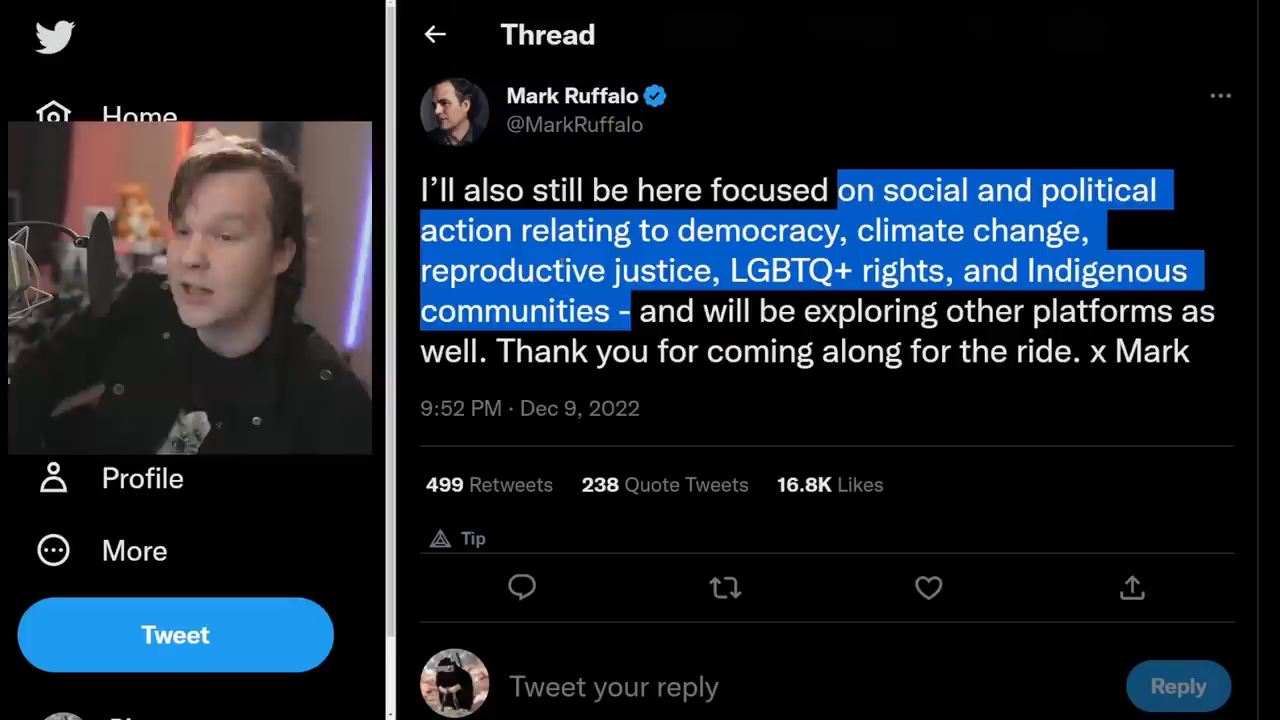 Thread
Home
Mark Ruffalo
@MarkRuffalo
I’ll also still be here focused on social and political
action relating to democracy, climate change,
reproductive justice, LGBTQ+ rights, and Indigenous
communities - and will be exploring other platforms as
well. Thank you for coming along for the ride. x Mark
9:52 PM · Dec 9, 2022
Profile
499 Retweets 238 Quote Tweets 16.8K Likes
Tip
More
Tweet
Tweet your reply
Reply